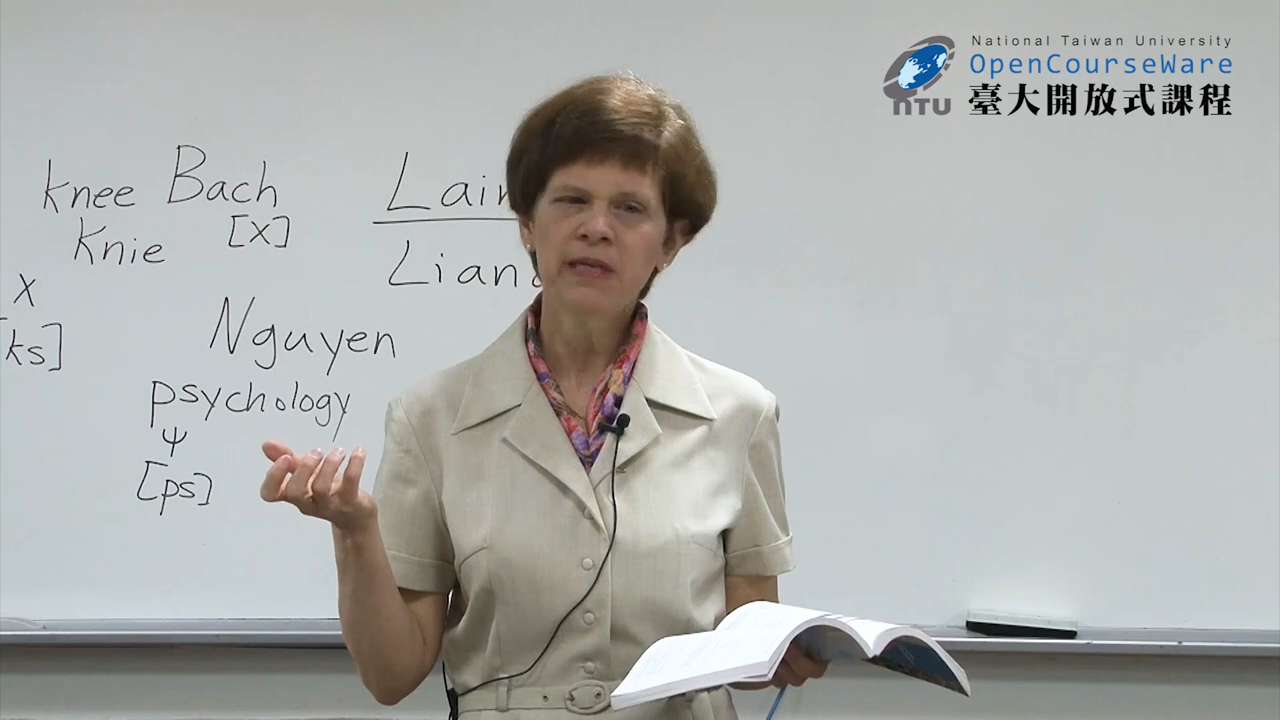 National Taiwan University
OpenCourseWare
臺大開放式課程
NTU
knee Bach
Knie [x]
x
[ks]
Nguyen
psychology
ψ
[ps]